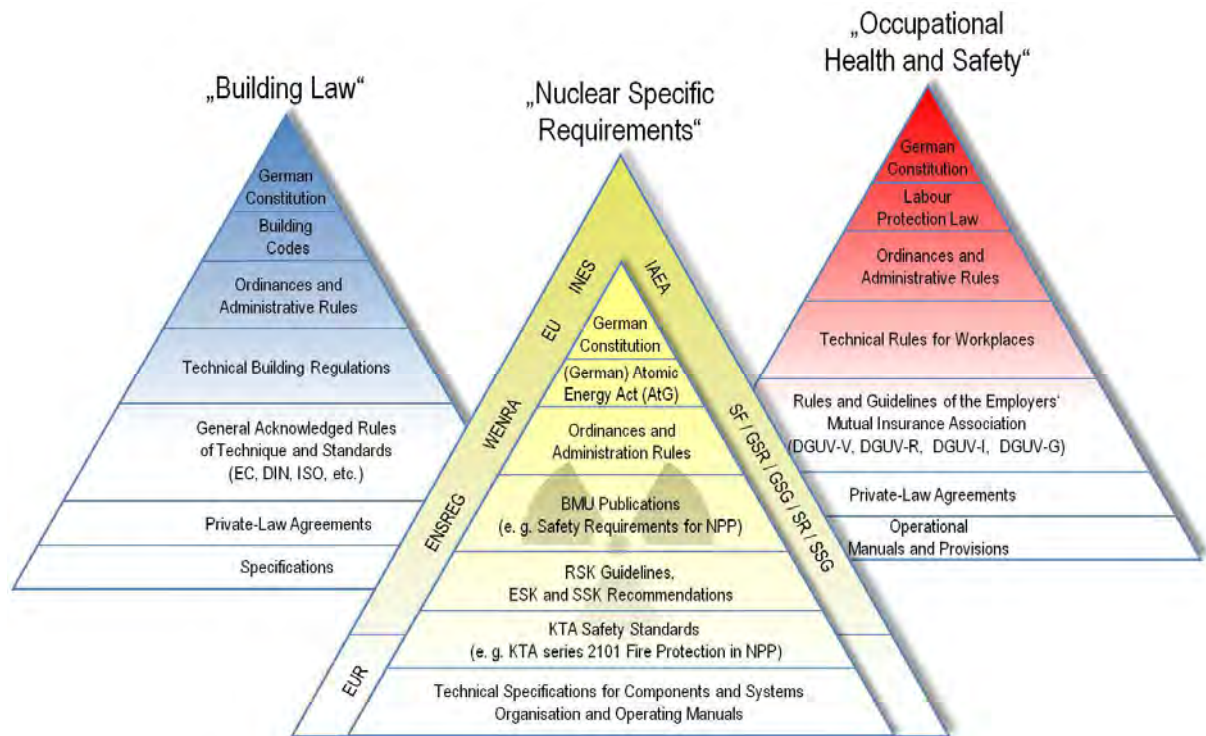 „Building Law“
German
Constitution
Building
Codes
Ordinances and
Administrative Rules
Technical Building Regulations
General Acknowledged Rules
of Technique and Standards
(EC, DIN, ISO, etc.)
Private-Law Agreements
Specifications
„Nuclear Specific
Requirements“
INES
EU
WENRA
ENSREG
EUR
IAEA
SF / GSR / GSG / SR / SSG
German
Constitution
(German) Atomic
Energy Act (AtG)
Ordinances and
Administration Rules
BMU Publications
(e. g. Safety Requirements for NPP)
RSK Guidelines,
ESK and SSK Recommendations
KTA Safety Standards
(e. g. KTA series 2101 Fire Protection in NPP)
Technical Specifications for Components and Systems
Organisation and Operating Manuals
„Occupational
Health and Safety“
German
Constitution
Labour
Protection Law
Ordinances and
Administrative Rules
Technical Rules for Workplaces
Rules and Guidelines of the Employers‘
Mutual Insurance Association
(DGUV-V, DGUV-R, DGUV-I, DGUV-G)
Private-Law Agreements
Operational
Manuals and Provisions